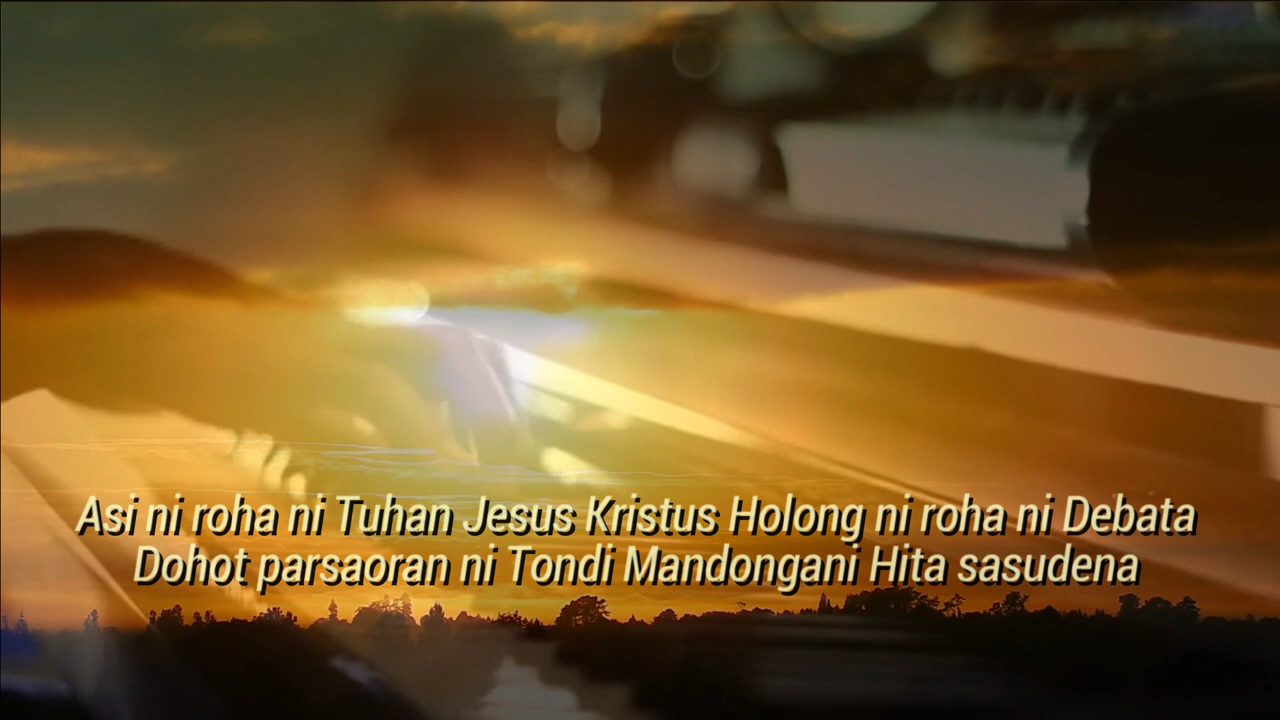 Asi ni roha ni Tuhan Jesus Kristus Holong ni roha ni Debata
Dohot parsaoran ni Tondi Mandongani Hita sasudena